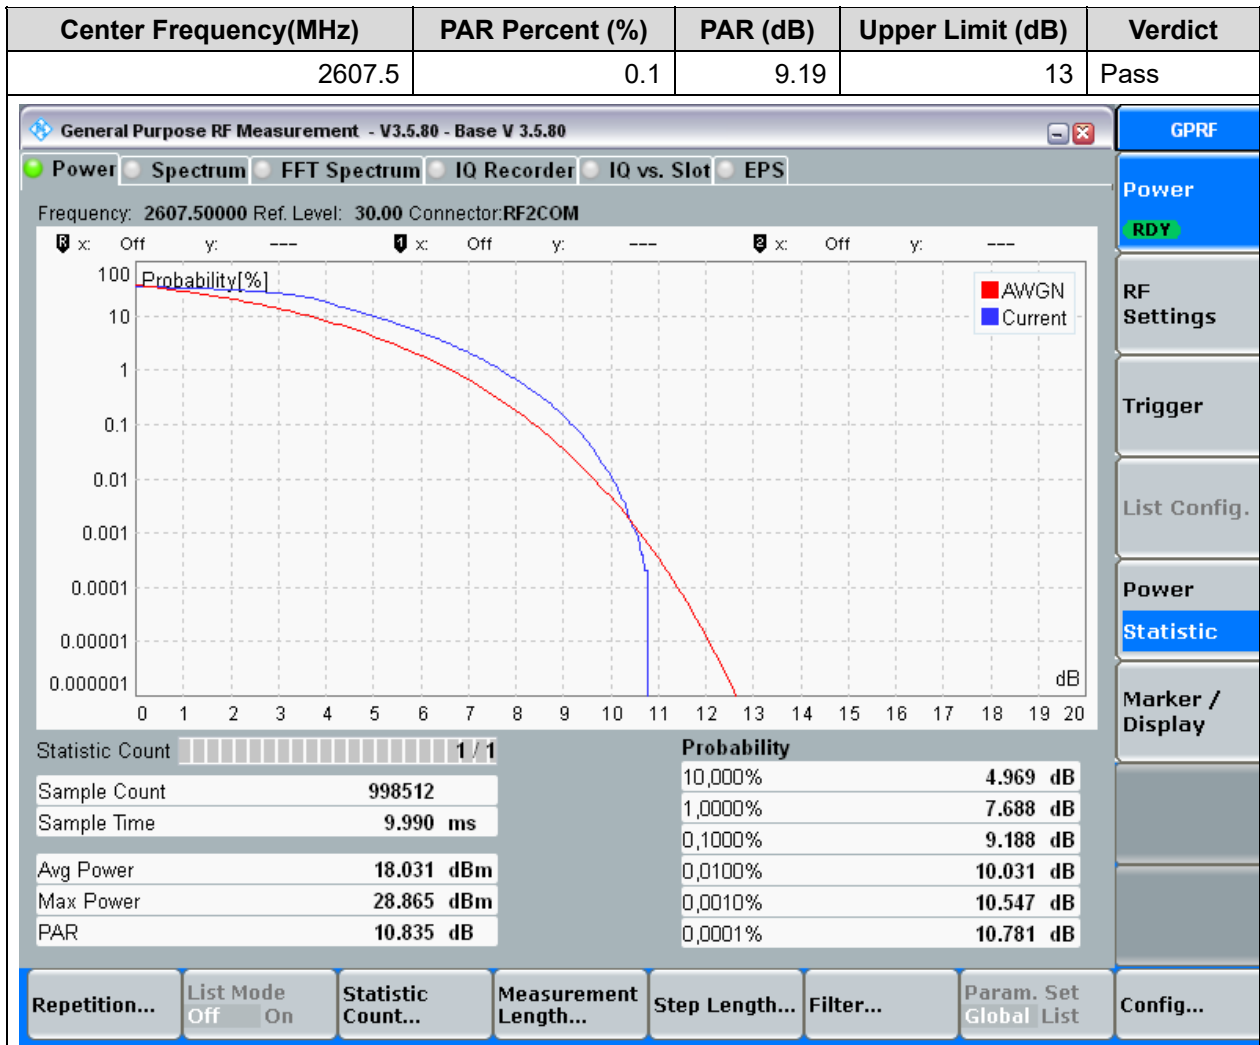 Center Frequency(MHz) PAR Percent (%) PAR (dB) Upper Limit (dB) Verdict
2607.5 0.1 9.19 13 Pass
General Purpose RF Measurement - V3.5.80 - Base V 3.5.80
GPRF
Power Spectrum FFT Spectrum IQ Recorder IQ vs. Slot EPS
Power
RDY
Frequency: 2607.50000 Ref. Level: 30.00 Connector:RF2COM
R x: Off y: --- 1 x: Off y: --- 2 x: Off y: ---
Probability[%]
AWGN
Current
100
10
1
0.1
0.01
0.001
0.0001
0.00001
0.000001
dB
0 1 2 3 4 5 6 7 8 9 10 11 12 13 14 15 16 17 18 19 20
RF
Settings
Trigger
List Config.
Power
Statistic
Marker /
Display
Statistic Count 1 / 1
Sample Count 998512
Sample Time 9.990 ms
Avg Power 18.031 dBm
Max Power 28.865 dBm
PAR 10.835 dB
Probability
10,000% 4.969 dB
1,0000% 7.688 dB
0,1000% 9.188 dB
0,0100% 10.031 dB
0,0010% 10.547 dB
0,0001% 10.781 dB
Repetition...
List Mode
Off On
Statistic
Count...
Measurement
Length...
Step Length...
Filter...
Param. Set
Global List
Config...